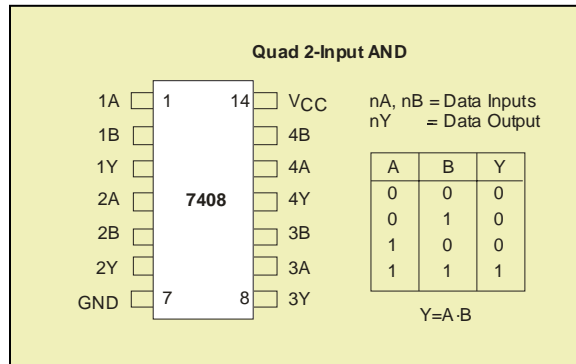 Quad 2-Input AND
1A 1 14 VCC
1B 4B
1Y 4A
2A 7408 4Y
2B 3B
2Y 3A
GND 7 8 3Y
nA, nB = Data Inputs
nY = Data Output
A B Y
0 0 0
0 1 0
1 0 0
1 1 1
Y=A·B